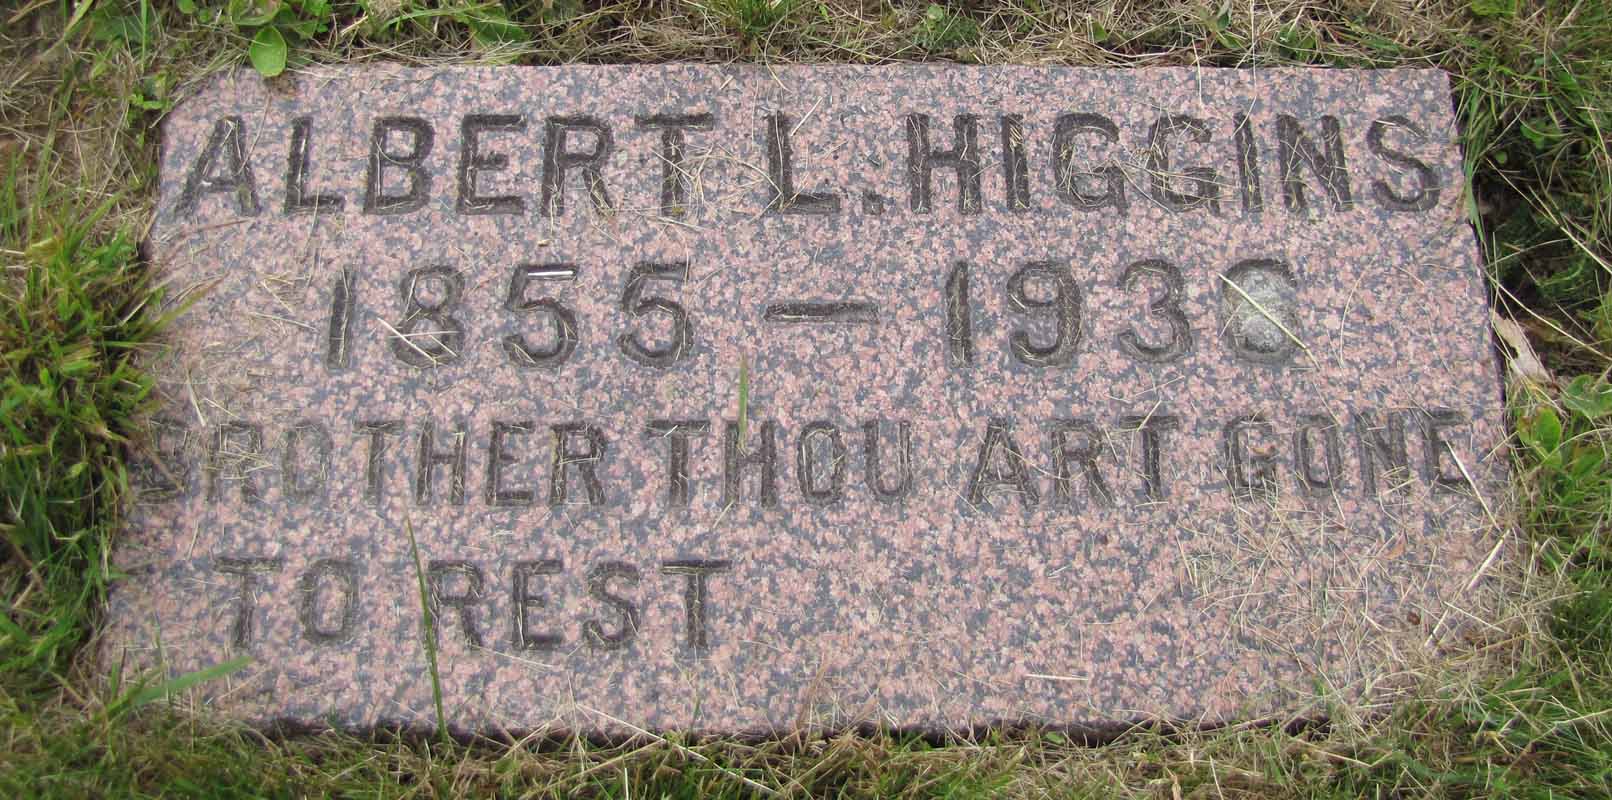 ALBERT L. HIGGINS
1855 —
BROTHER THOU ART GONE
TO REST